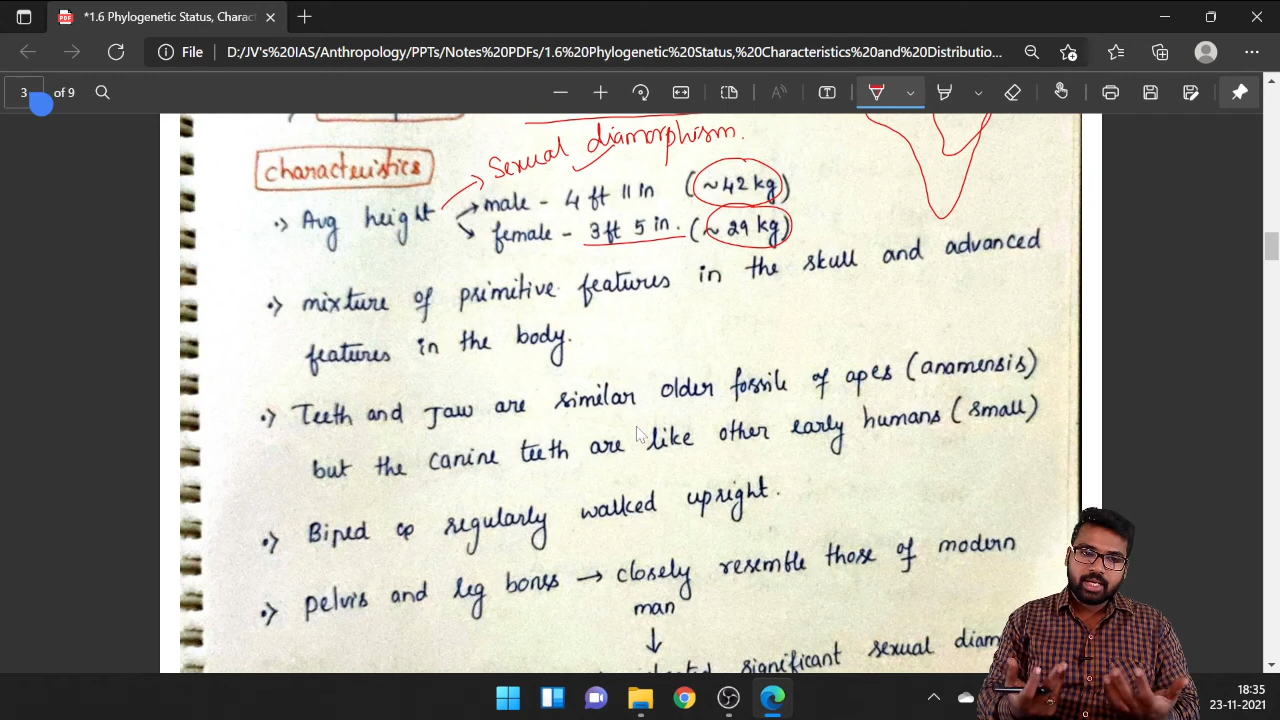 *1.6 Phylogenetic Status, Charac
File D:/JV's%20IAS/Anthropology/PPTs/Notes%20PDFs/1.6%20Phylogenetic%20Status,%20Characteristics%20and%20Distributio...
3 of 9
Sexual diamorphism.
characteristics
•> Avg height
male - 4 ft 11 in (~42 kg)
female - 3 ft 5 in. (~29 kg)
•> mixture of primitive features in the skull and advanced
features in the body.
•> Teeth and Jaw are similar older fossils of apes (anamensis)
but the canine teeth are like other early humans (small)
•> Biped & regularly walked upright.
•> pelvis and leg bones → closely resemble those of modern
man
↓
significant sexual diam
18:35
23-11-2021